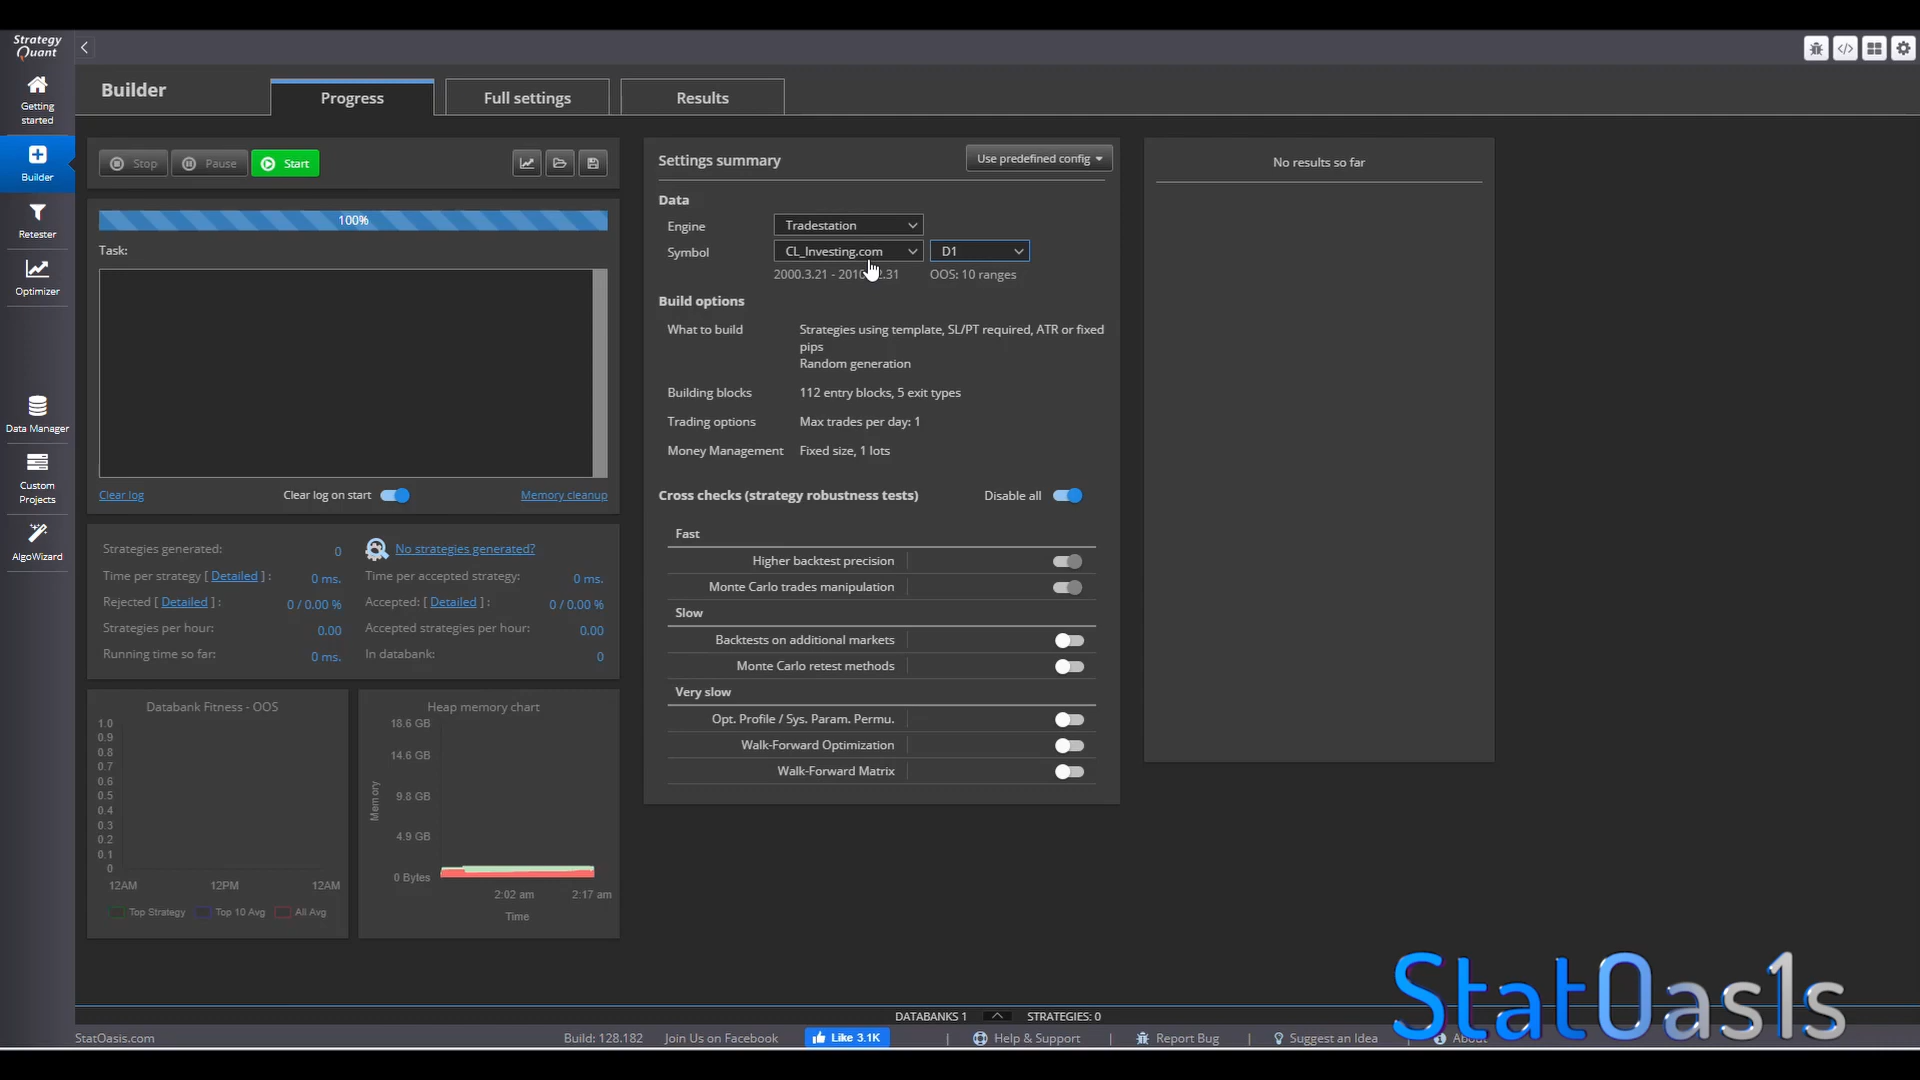 Strategy
Quant
Getting
started
Builder
Retester
Optimizer
Data Manager
Custom
Projects
AlgoWizard
Builder
Progress
Full settings
Results
Stop
Pause
Start
100%
Task:
Clear log
Clear log on start
Memory cleanup
Strategies generated:
0
No strategies generated?
Time per strategy [ Detailed ] :
0 ms.
Time per accepted strategy:
0 ms.
Rejected [ Detailed ] :
0 / 0.00 %
Accepted: [ Detailed ] :
0 / 0.00 %
Strategies per hour:
0.00
Accepted strategies per hour:
0.00
Running time so far:
0 ms.
In databank:
0
Databank Fitness - OOS
1.0
0.9
0.8
0.7
0.6
0.5
0.4
0.3
0.2
0.1
0
12AM
12PM
12AM
Top Strategy
Top 10 Avg
All Avg
Heap memory chart
18.6 GB
14.6 GB
9.8 GB
4.9 GB
0 Bytes
Memory
2:02 am
2:17 am
Time
Settings summary
Use predefined config
Data
Engine
Tradestation
Symbol
CL_Investing.com
D1
2000.3.21 - 2010 2.31
OOS: 10 ranges
Build options
What to build
Strategies using template, SL/PT required, ATR or fixed
pips
Random generation
Building blocks
112 entry blocks, 5 exit types
Trading options
Max trades per day: 1
Money Management
Fixed size, 1 lots
Cross checks (strategy robustness tests)
Disable all
Fast
Higher backtest precision
Monte Carlo trades manipulation
Slow
Backtests on additional markets
Monte Carlo retest methods
Very slow
Opt. Profile / Sys. Param. Permu.
Walk-Forward Optimization
Walk-Forward Matrix
No results so far
DATABANKS 1
STRATEGIES: 0
StatOasis.com
Build: 128.182
Join Us on Facebook
Like 3.1K
Help & Support
Report Bug
Suggest an Idea
About
StatOas1s